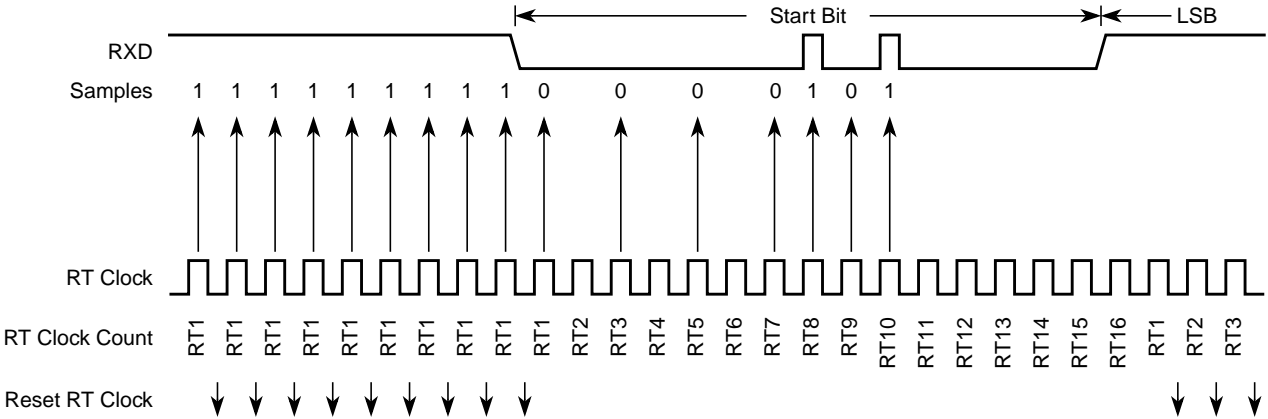 Start Bit LSB
RXD
Samples 1 1 1 1 1 1 1 1 1 0 0 0 0 1 0 1
RT Clock
RT Clock Count RT1 RT1 RT1 RT1 RT1 RT1 RT1 RT1 RT1 RT1 RT2 RT3 RT4 RT5 RT6 RT7 RT8 RT9 RT10 RT11 RT12 RT13 RT14 RT15 RT16 RT1 RT2 RT3
Reset RT Clock